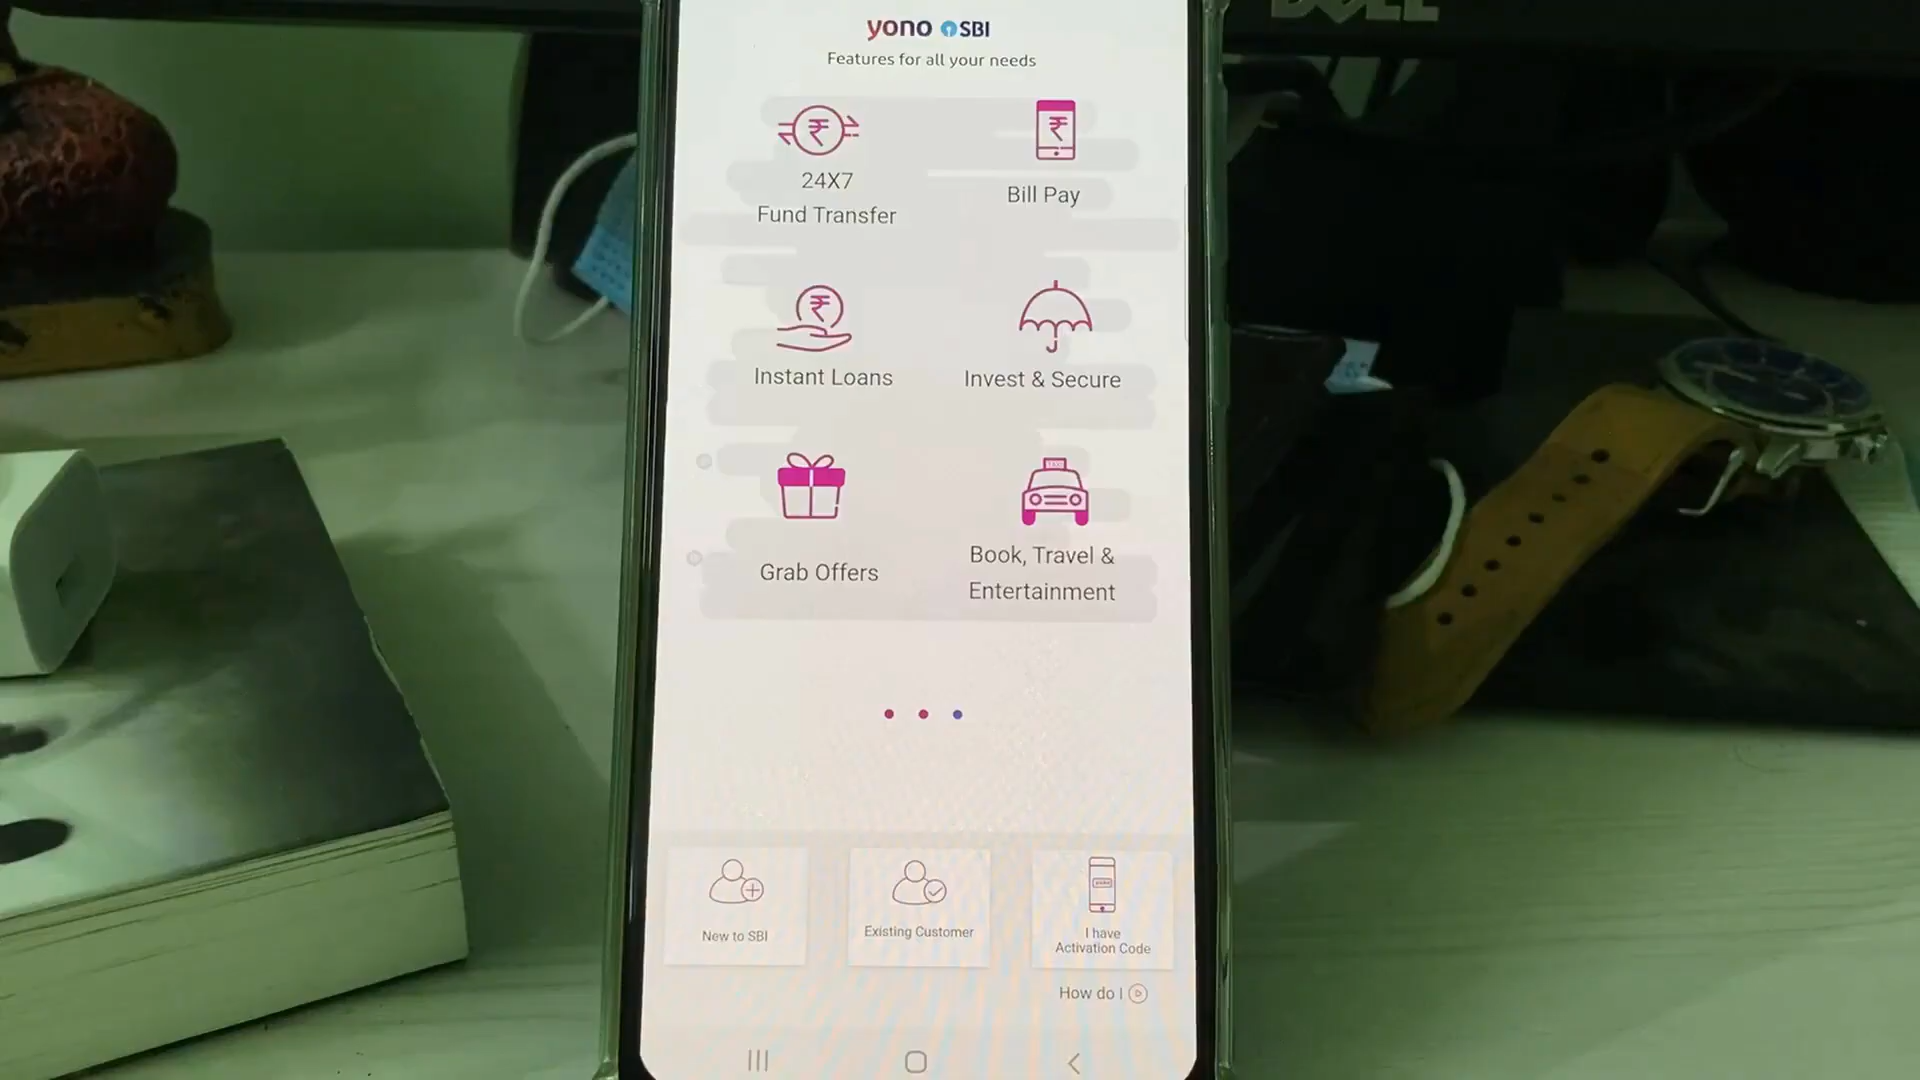 DELL
yono SBI
Features for all your needs
24X7
Fund Transfer
Bill Pay
Instant Loans
Invest & Secure
Grab Offers
Book, Travel &
Entertainment
New to SBI
Existing Customer
I have
Activation Code
How do I